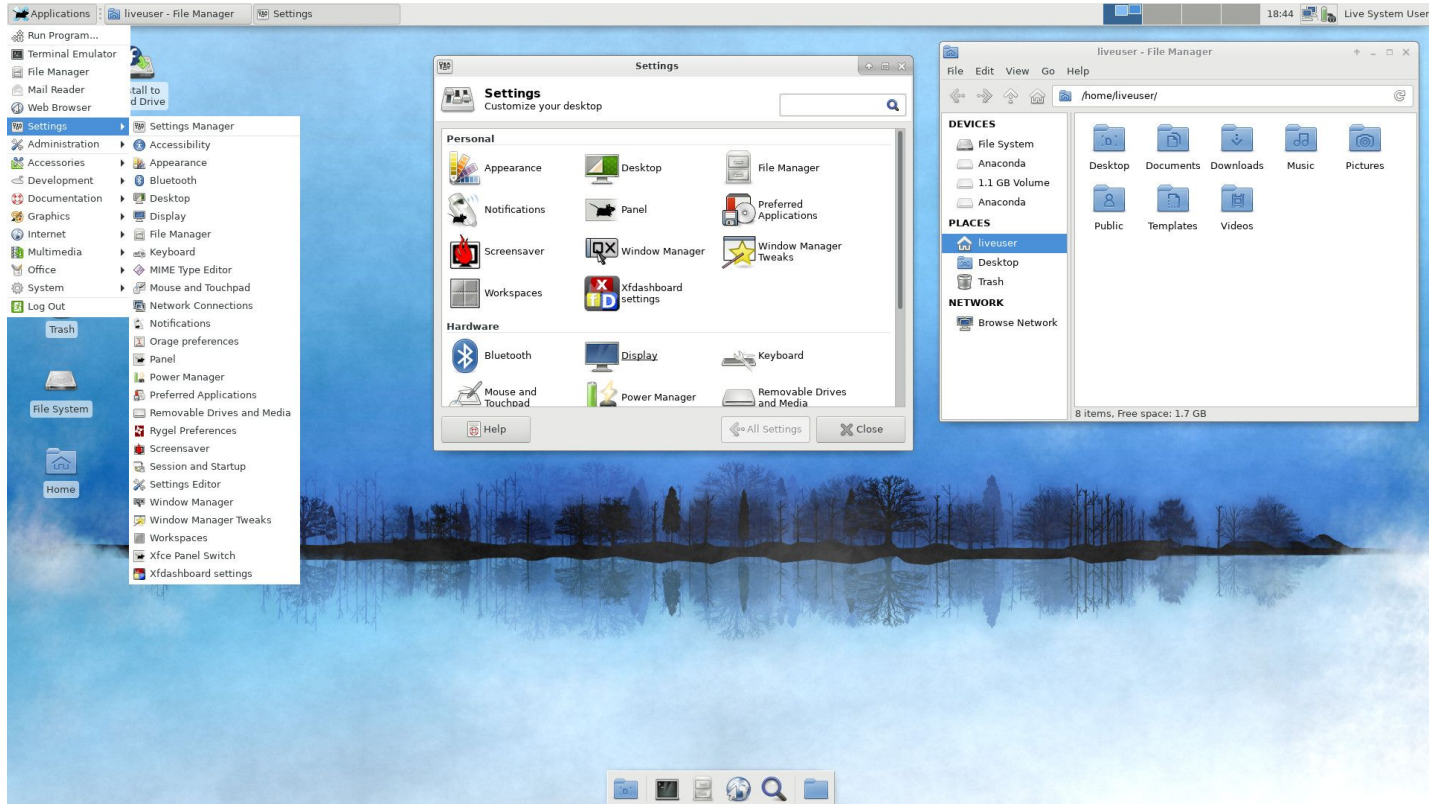 Applications
liveuser - File Manager
Settings
18:44
Live System User
Run Program...
Terminal Emulator
File Manager
Mail Reader
Web Browser
Settings
Administration
Accessories
Development
Documentation
Graphics
Internet
Multimedia
Office
System
Log Out
Settings Manager
Accessibility
Appearance
Bluetooth
Desktop
Display
File Manager
Keyboard
MIME Type Editor
Mouse and Touchpad
Network Connections
Notifications
Orage preferences
Panel
Power Manager
Preferred Applications
Removable Drives and Media
Rygel Preferences
Screensaver
Session and Startup
Settings Editor
Window Manager
Window Manager Tweaks
Workspaces
Xfce Panel Switch
Xfdashboard settings
Trash
File System
Home
Settings
Settings
Customize your desktop
Personal
Appearance
Desktop
File Manager
Notifications
Panel
Preferred
Applications
Screensaver
Window Manager
Window Manager
Tweaks
Workspaces
Xfdashboard
settings
Hardware
Bluetooth
Display
Keyboard
Mouse and
Touchpad
Power Manager
Removable Drives
and Media
Help
All Settings
Close
liveuser - File Manager
File Edit View Go Help
/home/liveuser/
DEVICES
File System
Anaconda
1.1 GB Volume
Anaconda
PLACES
liveuser
Desktop
Trash
NETWORK
Browse Network
Desktop
Documents
Downloads
Music
Pictures
Public
Templates
Videos
8 items, Free space: 1.7 GB